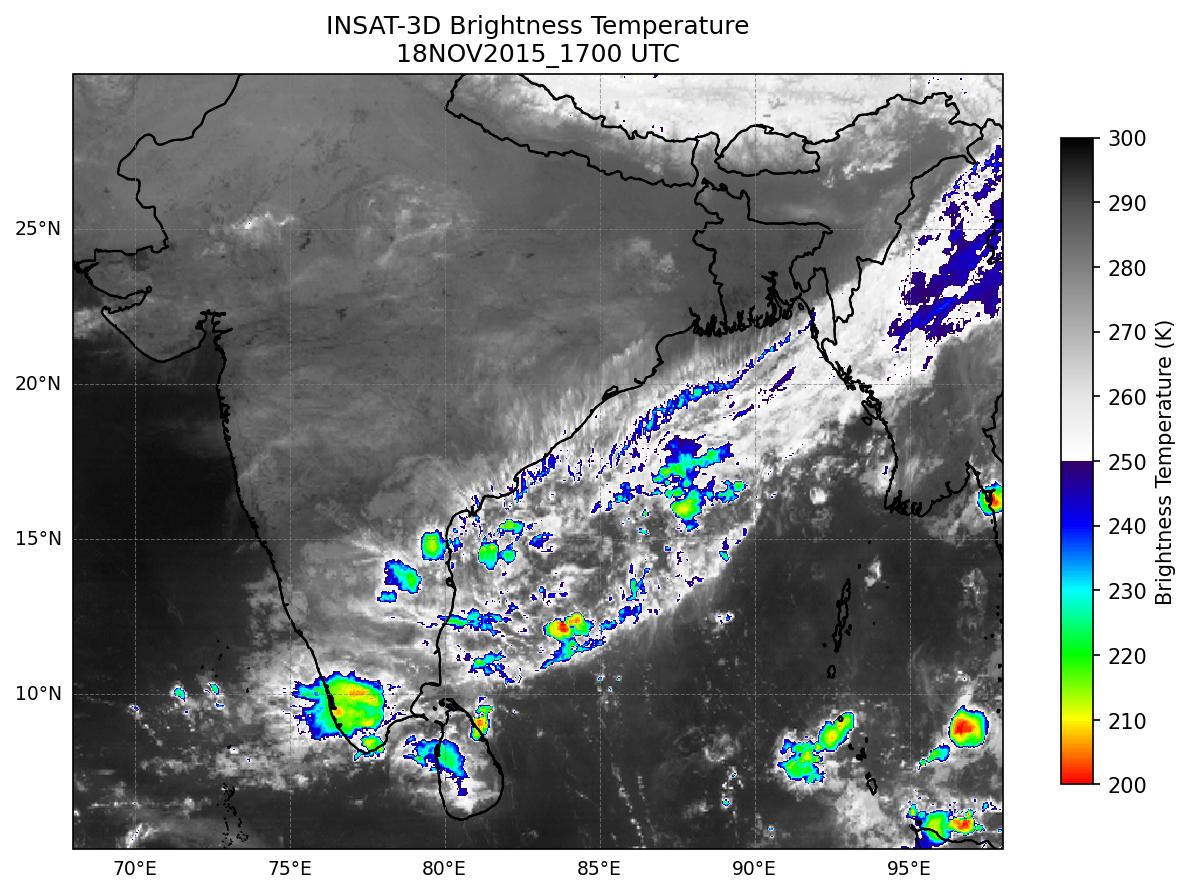 INSAT-3D Brightness Temperature
18NOV2015_1700 UTC
25°N
20°N
15°N
10°N
70°E
75°E
80°E
85°E
90°E
95°E
300
290
280
270
260
250
240
230
220
210
200
Brightness Temperature (K)